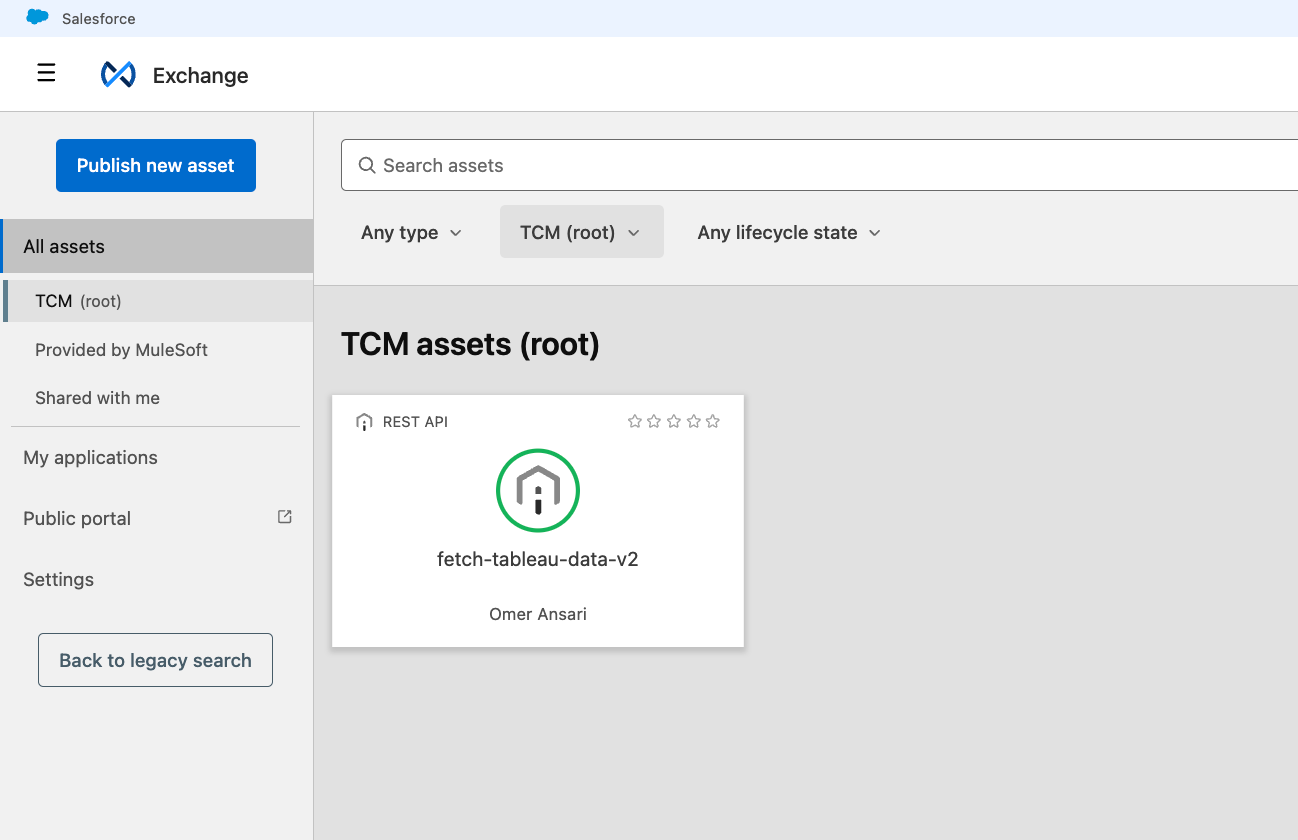 Salesforce
Exchange
Publish new asset
All assets
TCM (root)
Provided by MuleSoft
Shared with me
My applications
Public portal
Settings
Back to legacy search
Search assets
Any type
TCM (root)
Any lifecycle state
TCM assets (root)
REST API
fetch-tableau-data-v2
Omer Ansari